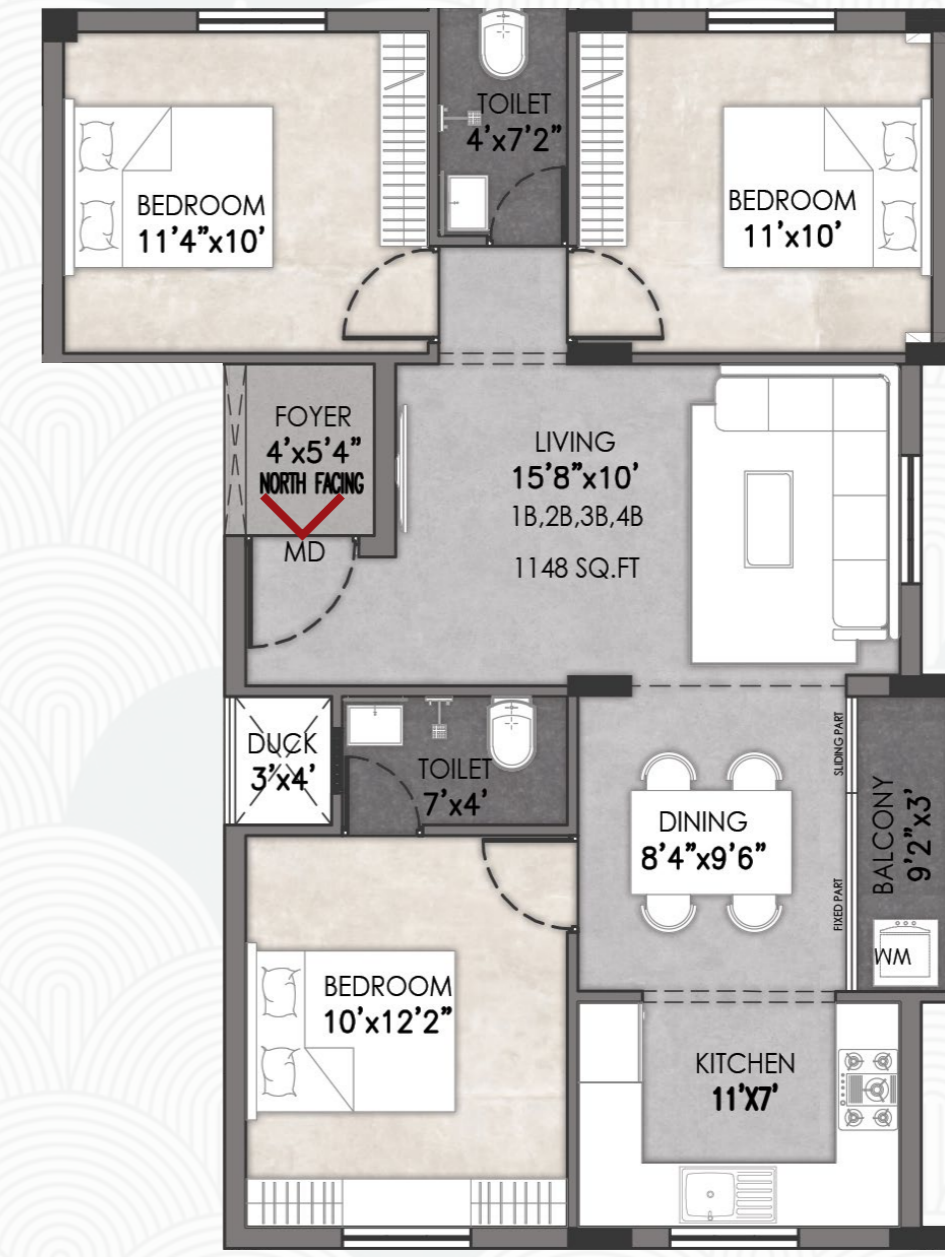 TOILET
4'x7'2"
BEDROOM
11'4"x10'
BEDROOM
11'x10'
FOYER
4'x5'4"
NORTH FACING
MD
LIVING
15'8"x10'
1B,2B,3B,4B
1148 SQ.FT
DUCK
3'x4'
TOILET
7'x4'
SLIDING PART
DINING
8'4"x9'6"
BALCONY
9'2"x3'
FIXED PART
WM
BEDROOM
10'x12'2"
KITCHEN
11'X7'